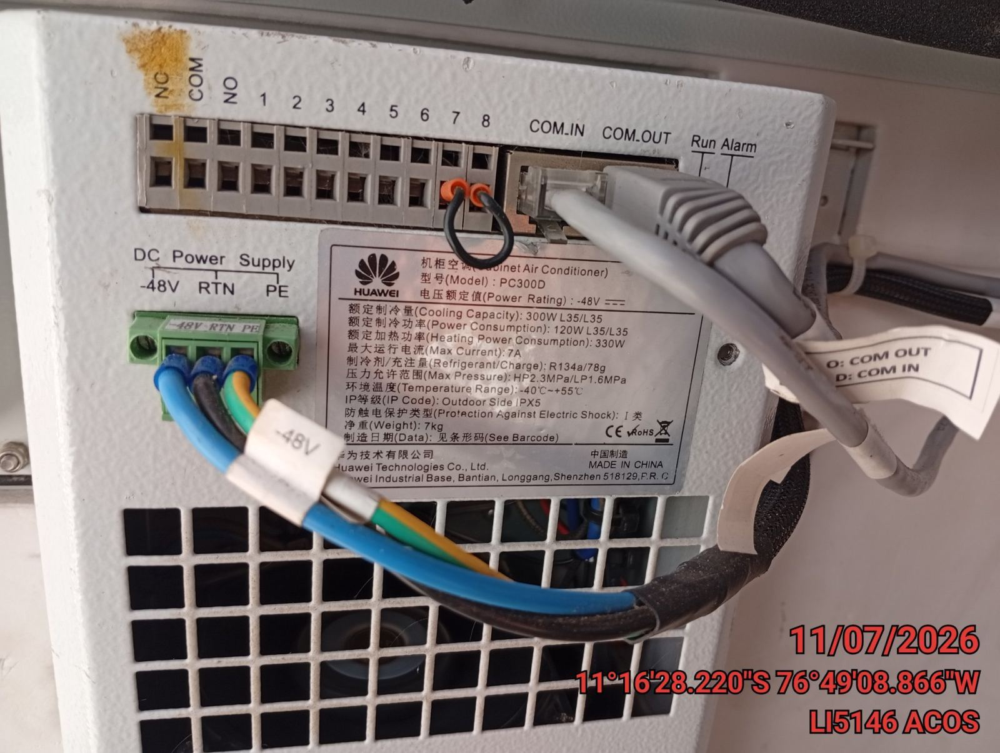 NC COM NO 1 2 3 4 5 6 7 8
COM_IN COM_OUT Run Alarm
DC Power Supply
-48V RTN PE
-48V RTN PE
-48V
HUAWEI
机柜空调(Cabinet Air Conditioner)
型号(Model) : PC300D
电压额定值(Power Rating) : -48V
额定制冷量(Cooling Capacity): 300W L35/L35
额定制冷功率(Power Consumption): 120W L35/L35
额定加热功率(Heating Power Consumption): 330W
最大运行电流(Max Current): 7A
制冷剂/充注量(Refrigerant/Charge): R134a/78g
压力允许范围(Max Pressure): HP2.3MPa/LP1.6MPa
环境温度(Temperature Range): -40℃~+55℃
IP等级(IP Code): Outdoor Side IPX5
防触电保护类型(Protection Against Electric Shock): I 类
净重(Weight): 7kg
制造日期(Data): 见条形码(See Barcode)
CE RoHS
华为技术有限公司
Huawei Technologies Co., Ltd.
awei Industrial Base, Bantian, Longgang, Shenzhen 518129, P.R. C
中国制造
MADE IN CHINA
O: COM OUT
D: COM IN
11/07/2026
11°16'28.220"S 76°49'08.866"W
LI5146 ACOS